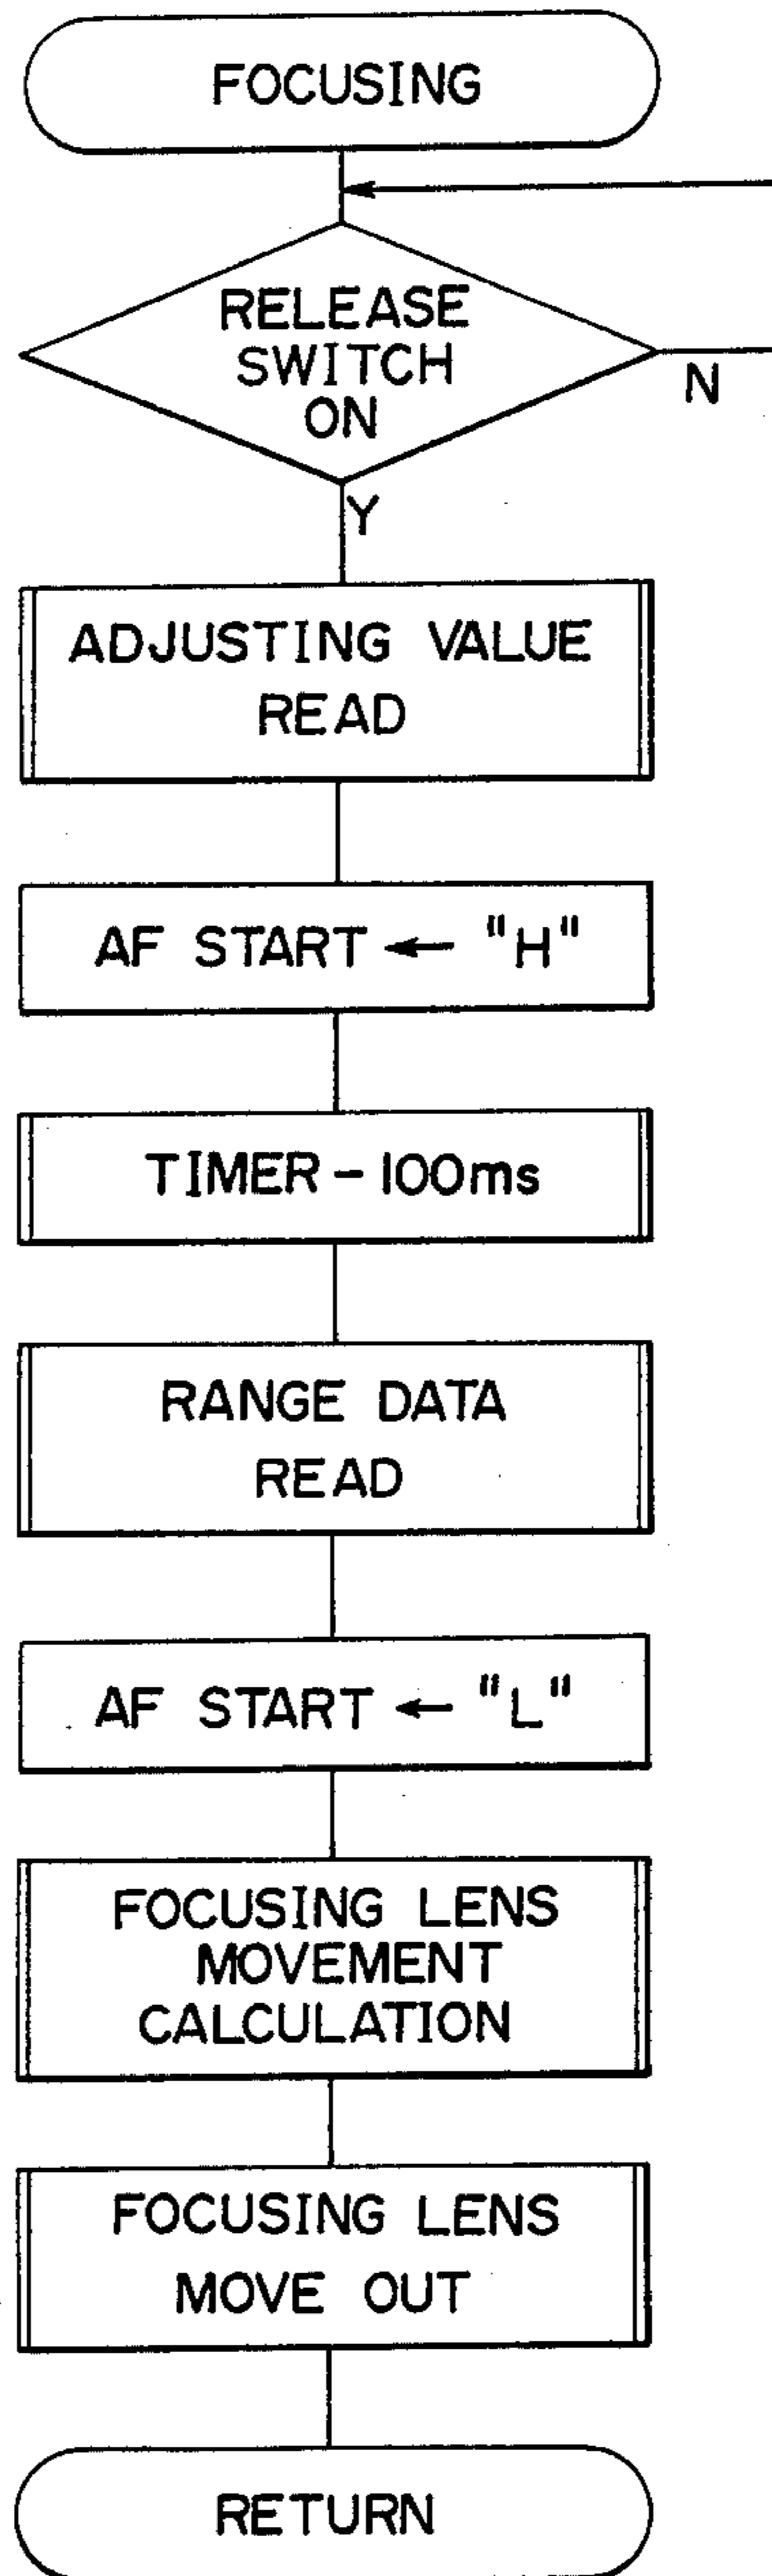 FOCUSING
RELEASE
SWITCH
ON
N
Y
ADJUSTING VALUE
READ
AF START ← "H"
TIMER – 100ms
RANGE DATA
READ
AF START ← "L"
FOCUSING LENS
MOVEMENT
CALCULATION
FOCUSING LENS
MOVE OUT
RETURN